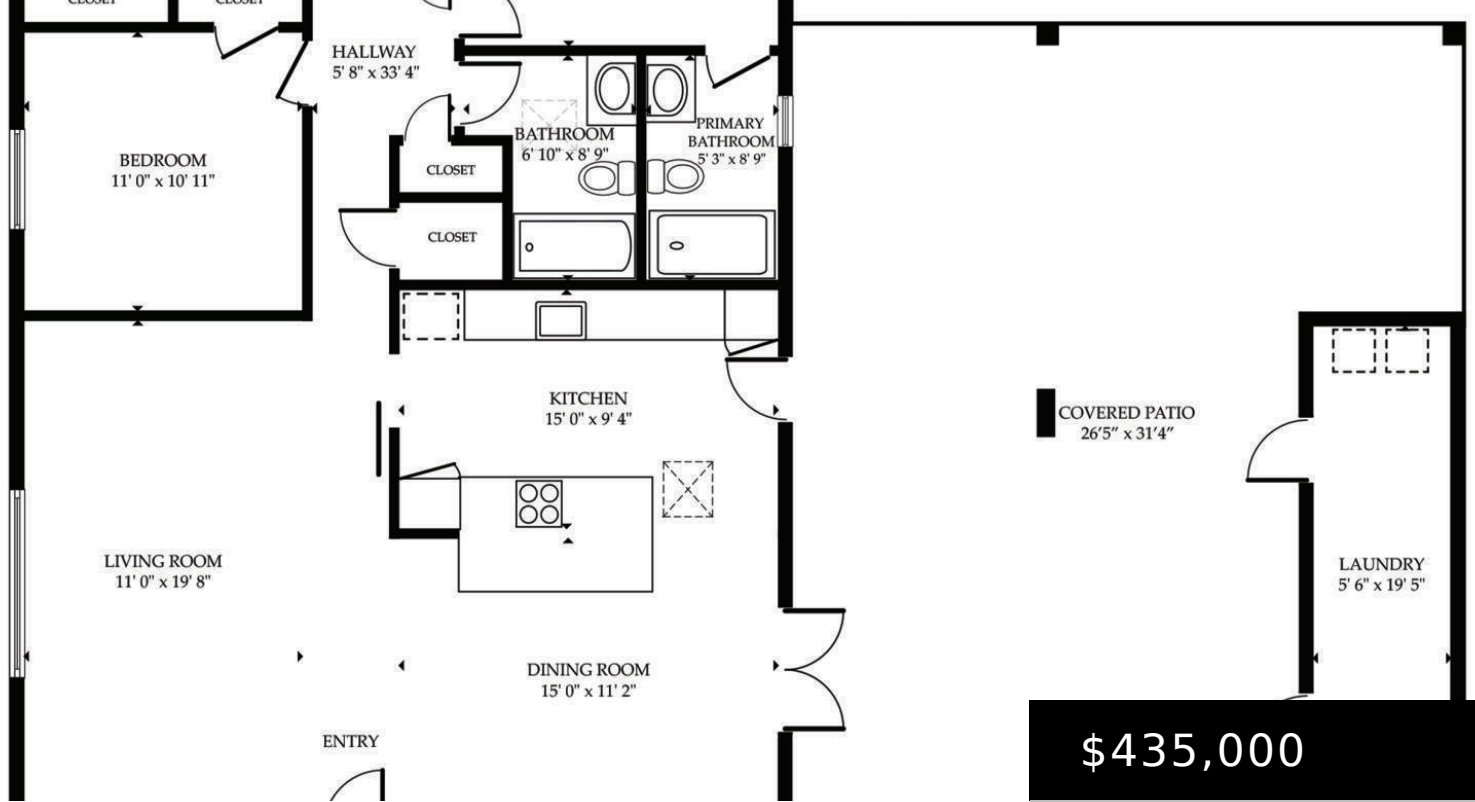 CLOSET
CLOSET
HALLWAY
5' 8" x 33' 4"
BEDROOM
11' 0" x 10' 11"
BATHROOM
6' 10" x 8' 9"
PRIMARY
BATHROOM
5' 3" x 8' 9"
CLOSET
CLOSET
KITCHEN
15' 0" x 9' 4"
COVERED PATIO
26'5" x 31'4"
LIVING ROOM
11' 0" x 19' 8"
LAUNDRY
5' 6" x 19' 5"
DINING ROOM
15' 0" x 11' 2"
ENTRY
$435,000